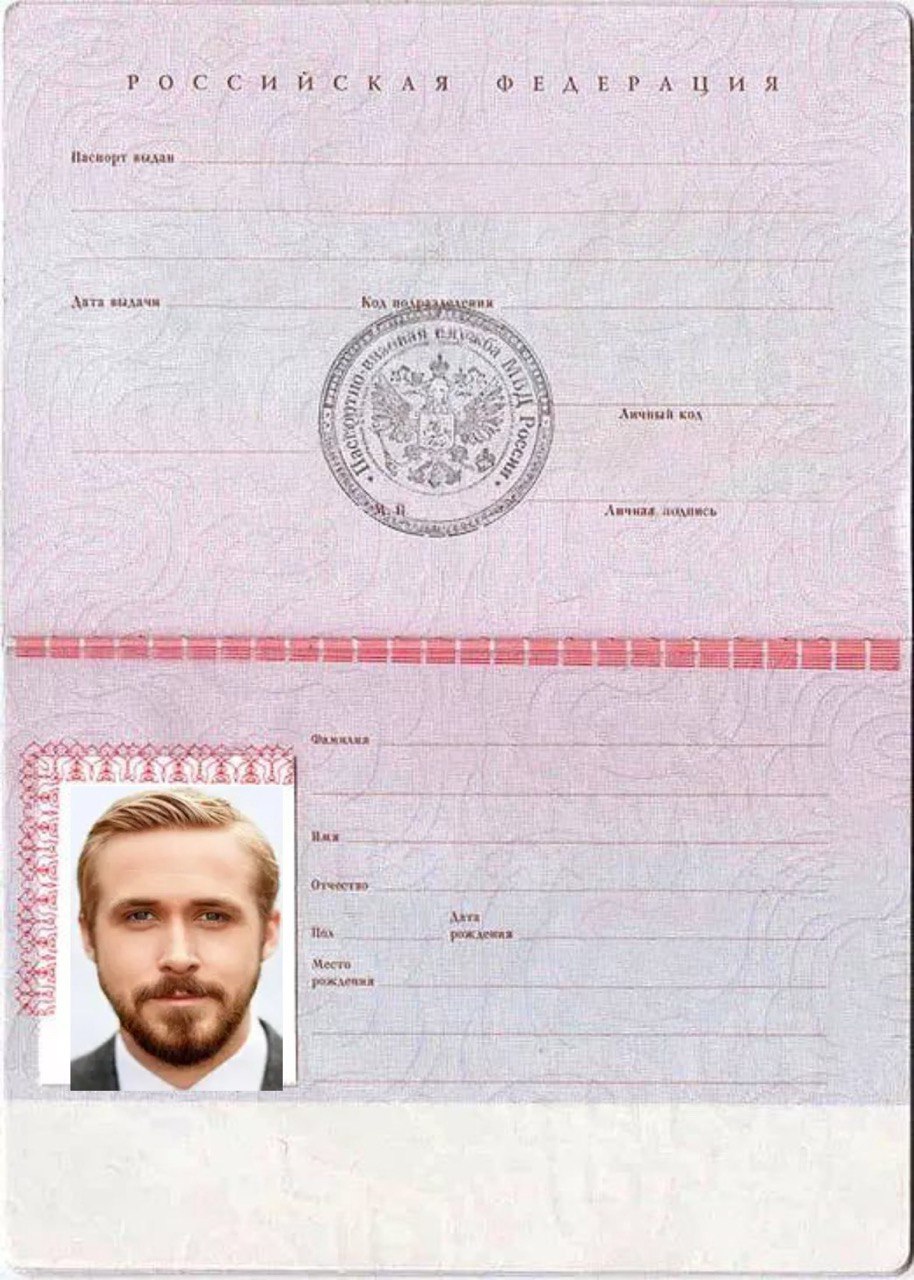 РОССИЙСКАЯ ФЕДЕРАЦИЯ
Паспорт выдан
Дата выдачи Код подразделения
Паспортно-визовая служба МВД России
Личный код
М. П. Личная подпись
Фамилия
Имя
Отчество
Пол Дата рождения
Место
рождения